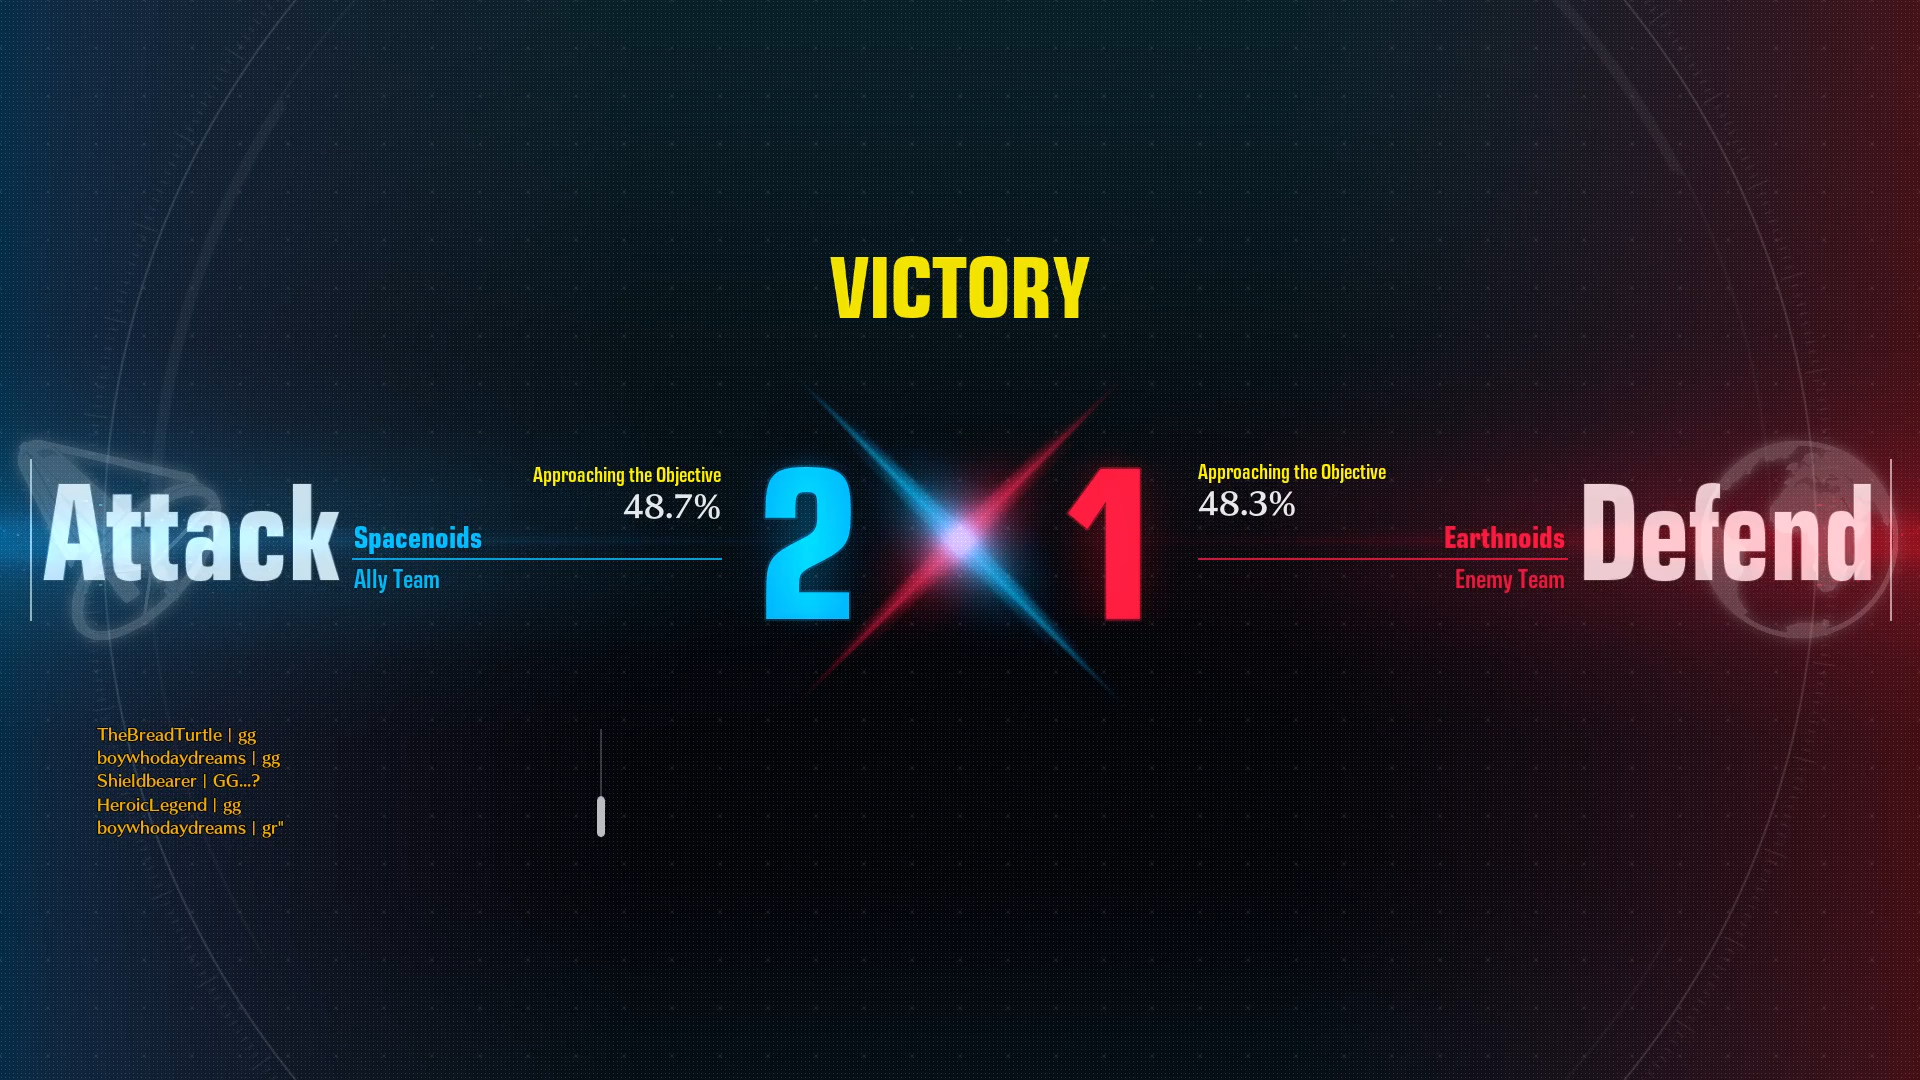 VICTORY
Attack
Spacenoids
Ally Team
Approaching the Objective
48.7%
2
1
Approaching the Objective
48.3%
Earthnoids
Enemy Team
Defend
TheBreadTurtle | gg
boywhodaydreams | gg
Shieldbearer | GG...?
HeroicLegend | gg
boywhodaydreams | gr"